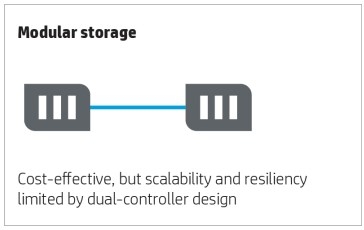 Modular storage
Cost-effective, but scalability and resiliency
limited by dual-controller design